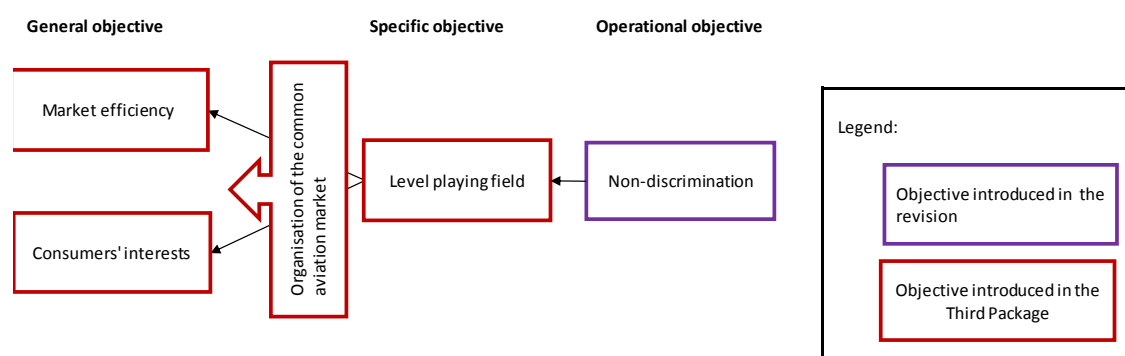 General objective
Specific objective
Operational objective
Market efficiency
Consumers' interests
Organisation of the common
aviation market
Level playing field
Non-discrimination
Legend:
Objective introduced in the
revision
Objective introduced in the
Third Package